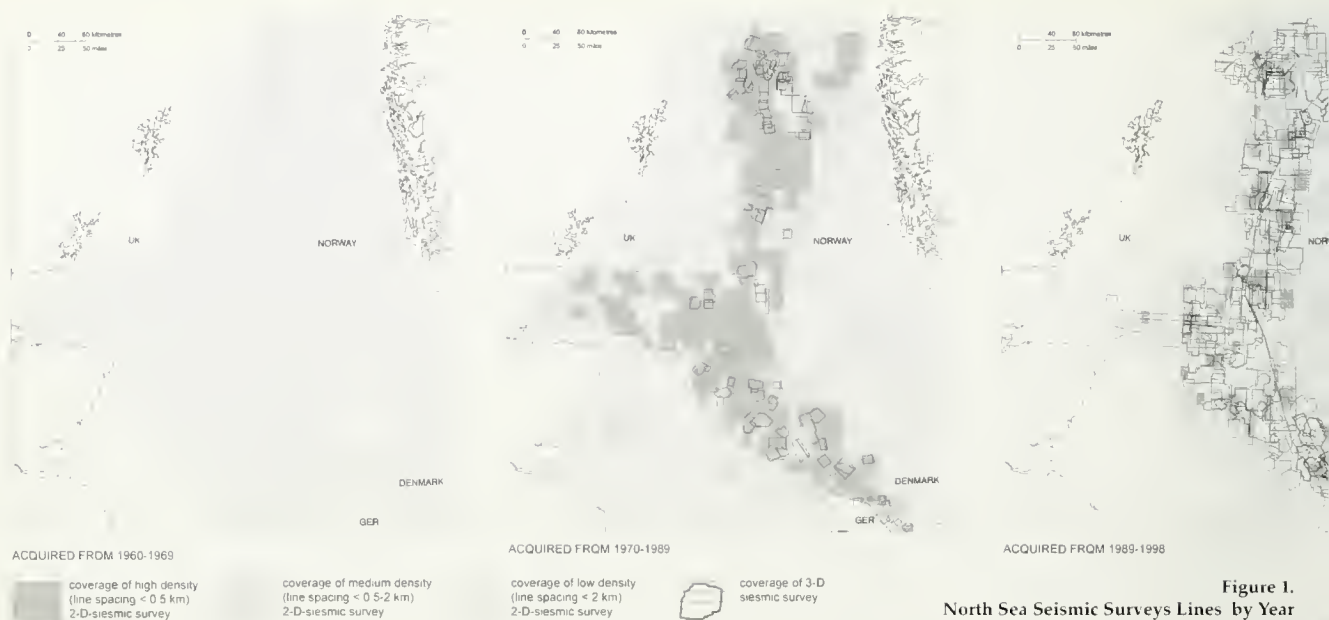 0 40 80 kilometres
0 25 50 miles
UK
NORWAY
DENMARK
GER
ACQUIRED FROM 1960-1969
0 40 80 kilometres
0 25 50 miles
UK
NORWAY
DENMARK
GER
ACQUIRED FROM 1970-1989
0 40 80 kilometres
0 25 50 miles
UK
NOR
ACQUIRED FROM 1989-1998
coverage of high density
(line spacing < 0.5 km)
2-D-siesmic survey
coverage of medium density
(line spacing < 0.5-2 km)
2-D-siesmic survey
coverage of low density
(line spacing < 2 km)
2-D-siesmic survey
coverage of 3-D
siesmic survey
Figure 1.
North Sea Seismic Surveys Lines by Year